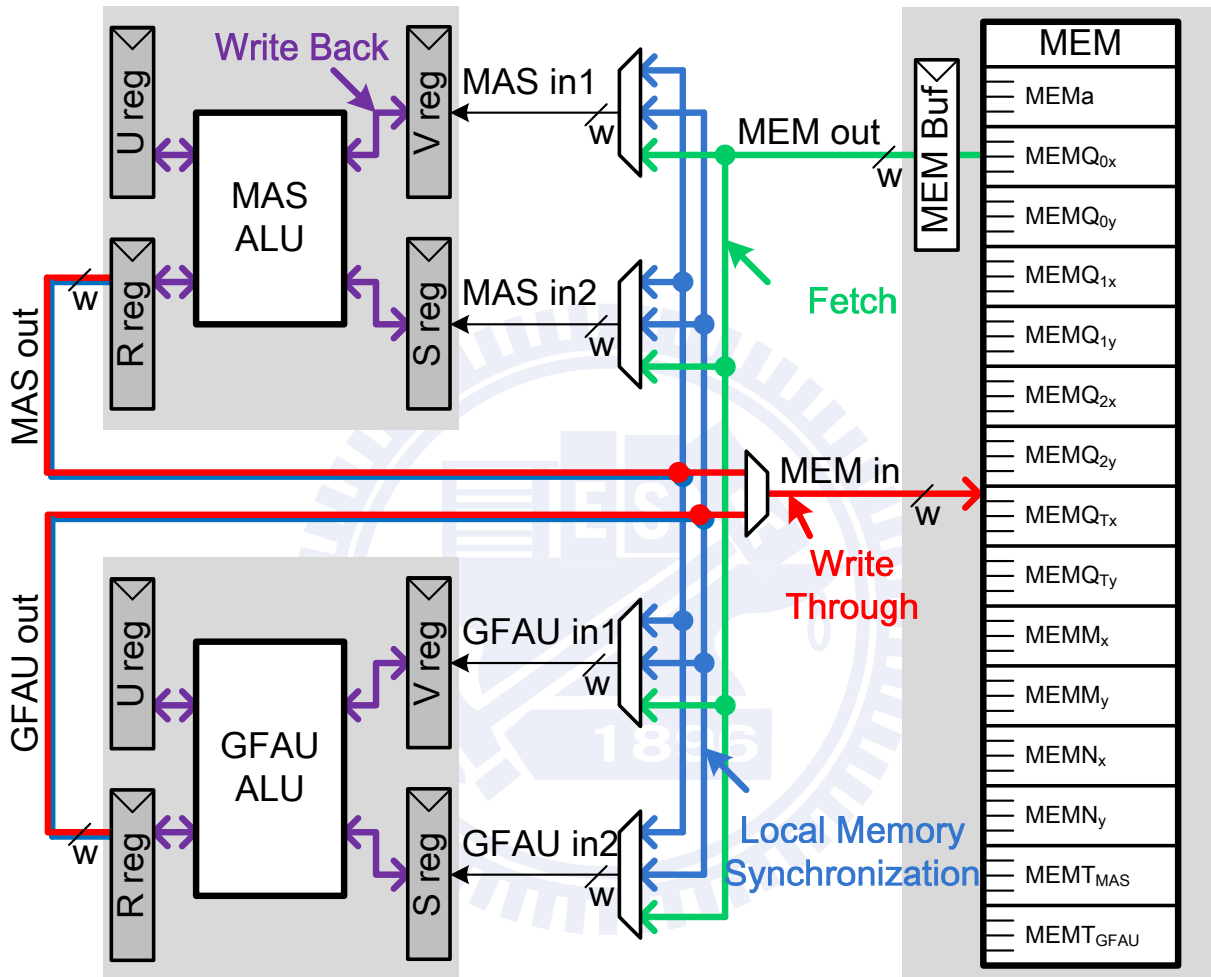 U reg
Write Back
V reg
MAS in1
w
MAS
ALU
MEM out
w
MEM Buf
R reg
w
S reg
MAS in2
w
Fetch
MAS out
MEM in
w
Write
Through
U reg
V reg
GFAU in1
w
GFAU
ALU
GFAU out
R reg
w
S reg
GFAU in2
w
Local Memory
Synchronization
MEM
MEMa
MEMQ0x
MEMQ0y
MEMQ1x
MEMQ1y
MEMQ2x
MEMQ2y
MEMQTx
MEMQTy
MEMMx
MEMMy
MEMNx
MEMNy
MEMTMAS
MEMTGFAU
1896